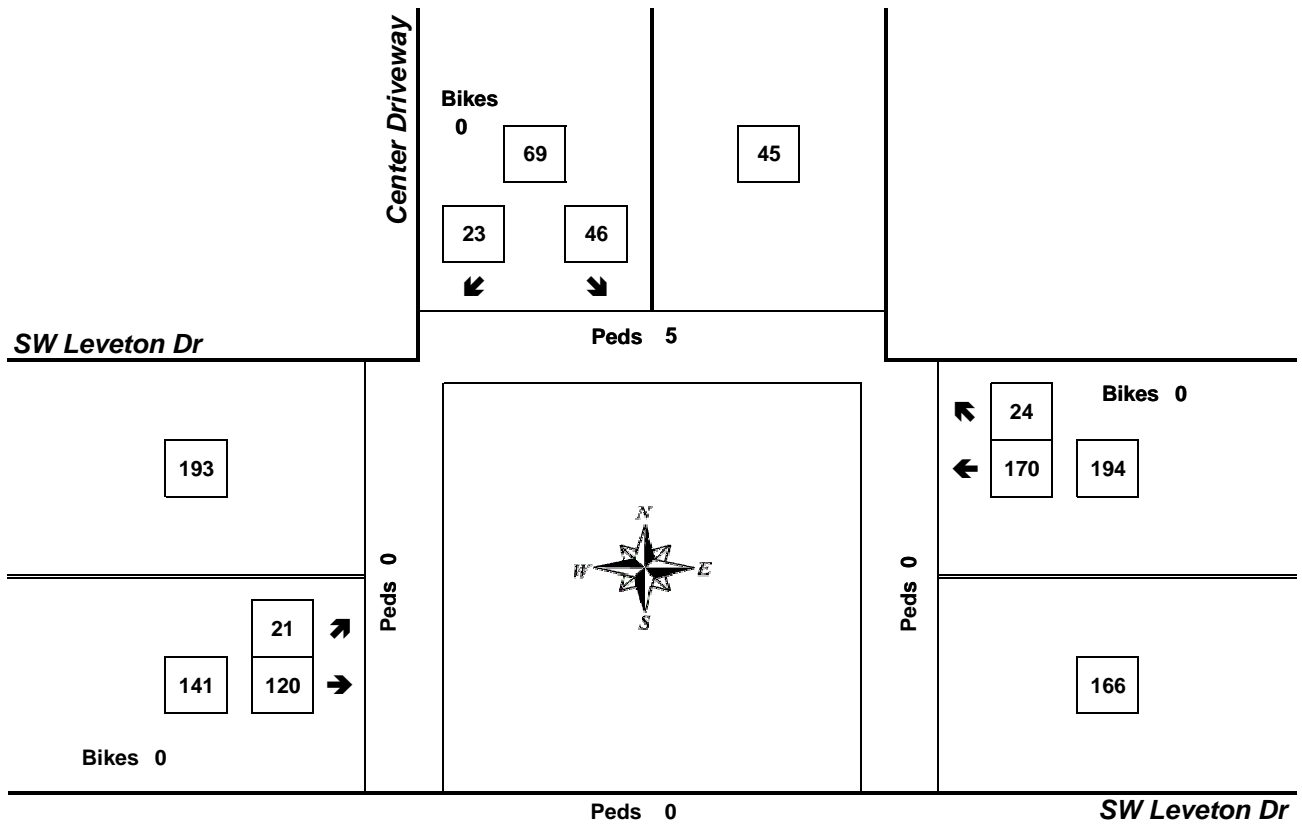 Center Driveway
Bikes
0
69
45
23
46
SW Leveton Dr
Peds 5
24
Bikes 0
193
170
194
N
W
E
S
Peds 0
Peds 0
21
141
120
166
Bikes 0
Peds 0
SW Leveton Dr